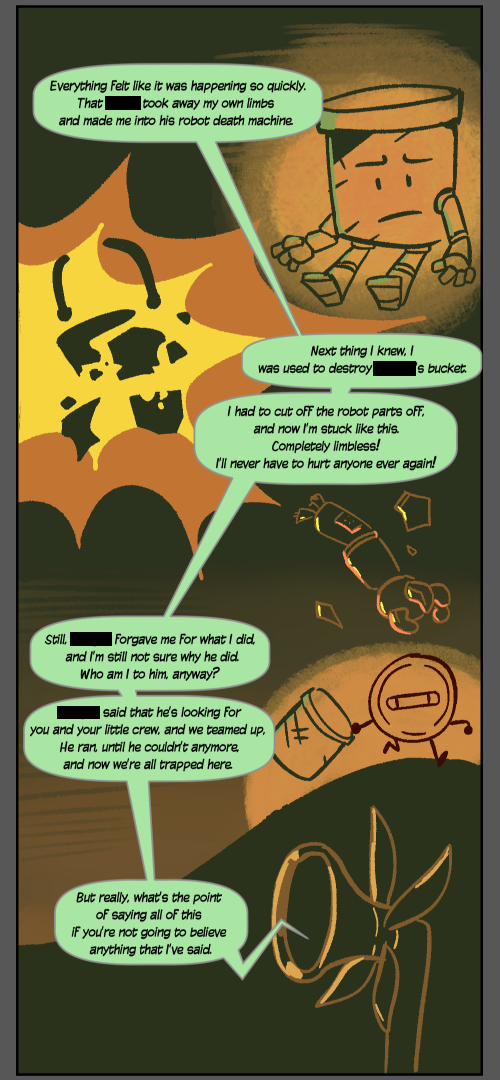 Everything felt like it was happening so quickly.
That took away my own limbs
and made me into his robot death machine.
Next thing I knew, I
was used to destroy 's bucket.
I had to cut off the robot parts off,
and now I'm stuck like this.
Completely limbless!
I'll never have to hurt anyone ever again!
Still, forgave me for what I did,
and I'm still not sure why he did.
Who am I to him, anyway?
said that he's looking for
you and your little crew, and we teamed up,
He ran, until he couldn't anymore,
and now we're all trapped here.
But really, what's the point
of saying all of this
if you're not going to believe
anything that I've said.